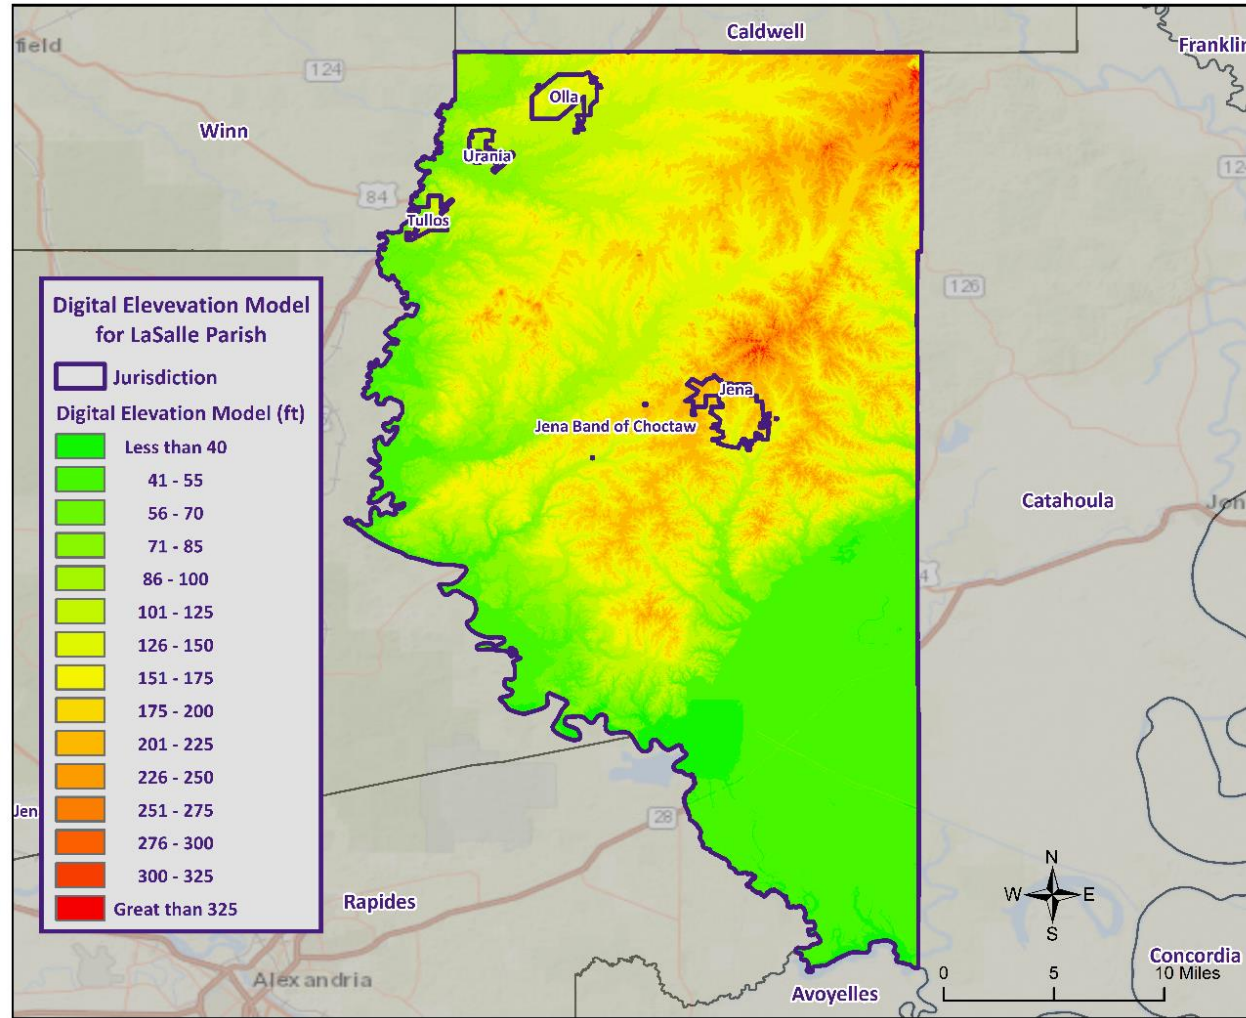 Caldwell
Franklin
field
124
Winn
Olla
Urania
84
Tullos
Digital Elevevation Model
for LaSalle Parish
Jurisdiction
Digital Elevation Model (ft)
Less than 40
41 - 55
56 - 70
71 - 85
86 - 100
101 - 125
126 - 150
151 - 175
175 - 200
201 - 225
226 - 250
251 - 275
276 - 300
300 - 325
Great than 325
126
Jena
Jena Band of Choctaw
Catahoula
Jon
4
Jen
28
Rapides
Alexandria
Avoyelles
N
W
E
S
Concordia
0
5
10 Miles